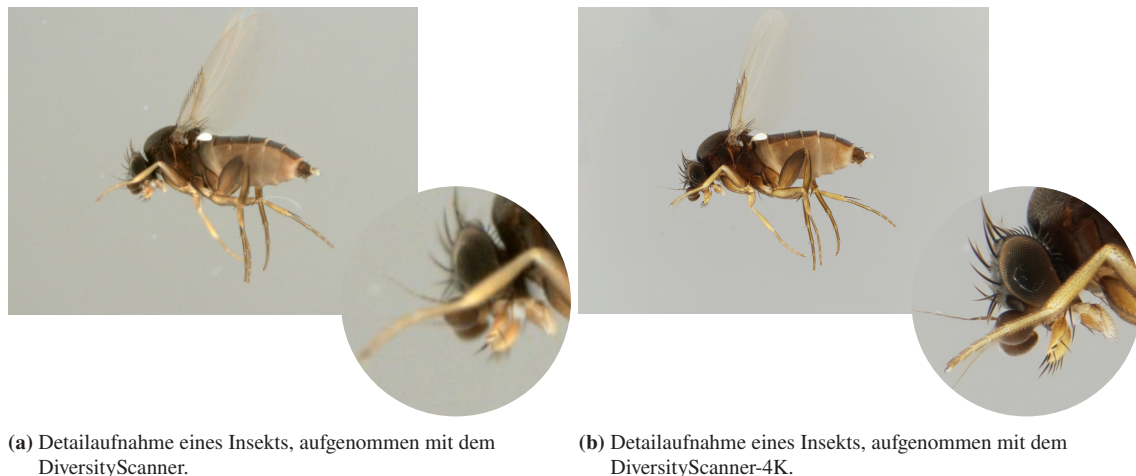 (a) Detailaufnahme eines Insekts, aufgenommen mit dem
DiversityScanner.
(b) Detailaufnahme eines Insekts, aufgenommen mit dem
DiversityScanner-4K.